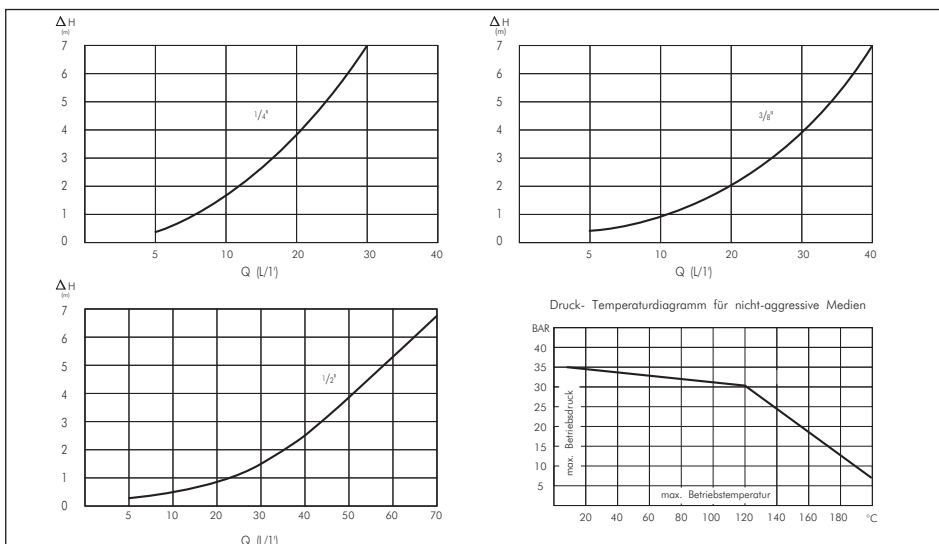 Δ H
(m)
7
6
5
4
3
2
1
0
1/4"
5 10 20 30 40
Q (L/1')
Δ H
(m)
7
6
5
4
3
2
1
0
3/8"
5 10 20 30 40
Q (L/1')
Δ H
(m)
7
6
5
4
3
2
1
0
1/2"
5 10 20 30 40 50 60 70
Q (L/1')
Druck- Temperaturdiagramm für nicht-aggressive Medien
BAR
40
35
30
25
20
15
10
5
max. Betriebsdruck
max. Betriebstemperatur
20 40 60 80 100 120 140 160 180 °C